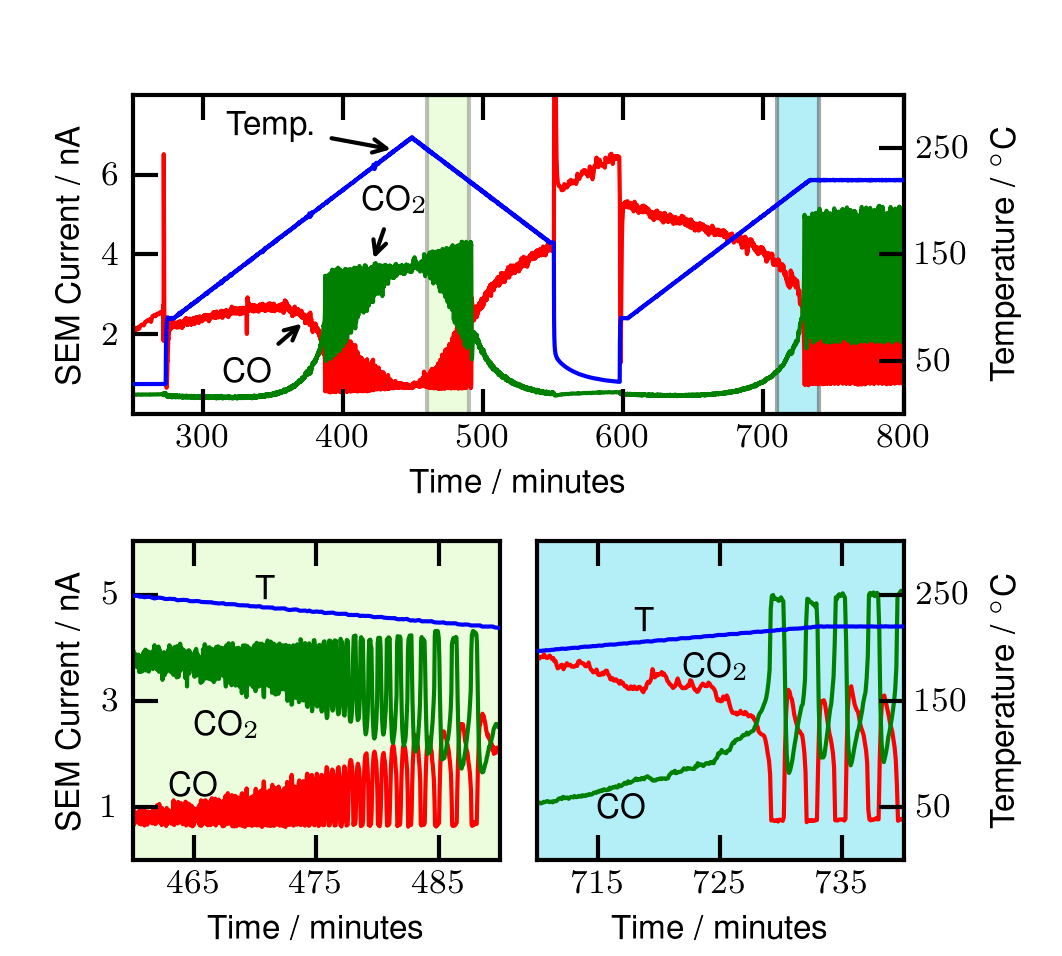 Temp.
CO₂
CO
SEM Current / nA
6
4
2
Temperature / °C
250
150
50
300 400 500 600 700 800
Time / minutes
T
CO₂
CO
SEM Current / nA
5
3
1
465 475 485
Time / minutes
T
CO₂
CO
Temperature / °C
250
150
50
715 725 735
Time / minutes